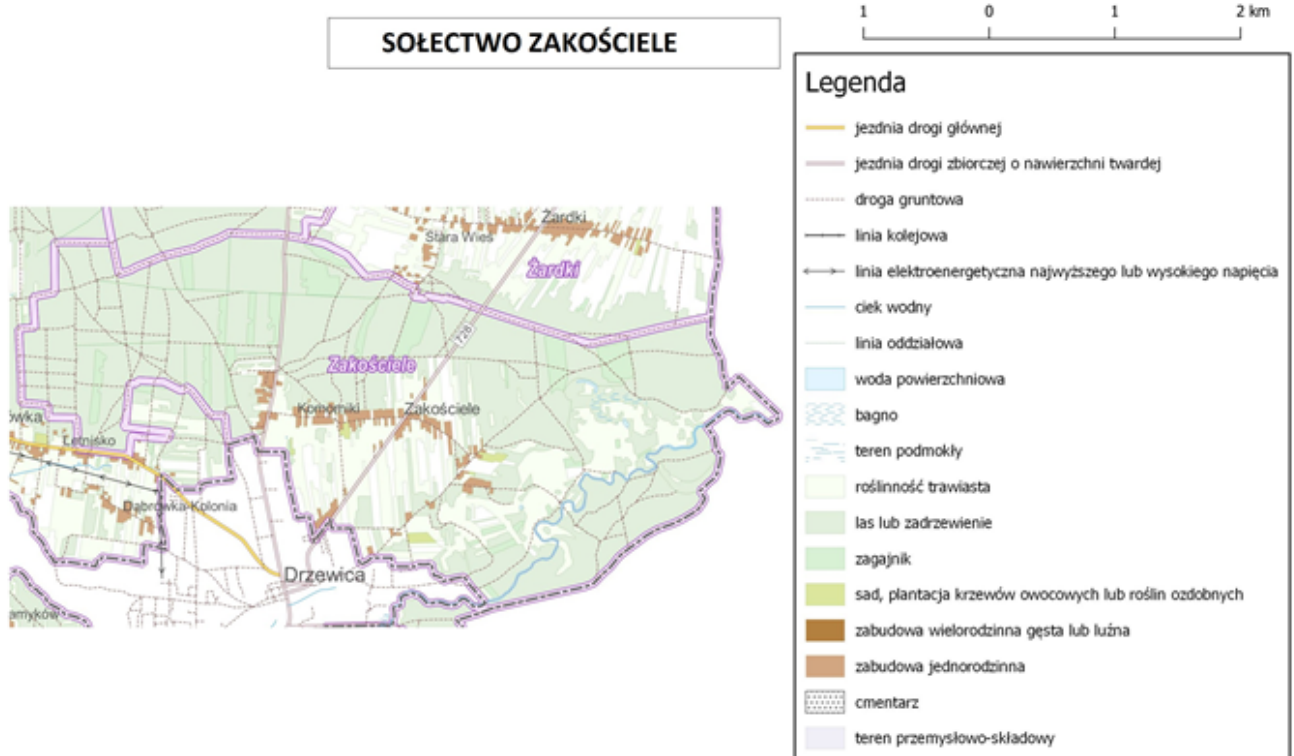 SOŁECTWO ZAKOŚCIELE
1 0 1 2 km
Legenda
jezdnia drogi głównej
jezdnia drogi zbiorczej o nawierzchni twardej
droga gruntowa
linia kolejowa
linia elektroenergetyczna najwyższego lub wysokiego napięcia
ciek wodny
linia oddziałowa
woda powierzchniowa
bagno
teren podmokły
roślinność trawiasta
las lub zadrzewienie
zagajnik
sad, plantacja krzewów owocowych lub roślin ozdobnych
zabudowa wielorodzinna gęsta lub luźna
zabudowa jednorodzinna
cmentarz
teren przemysłowo-składowy
Żardki
Stara Wieś
Żardki
728
Zakościele
Komorniki
Zakościele
ówka
Letnisko
Dąbrówka-Kolonia
Drzewica
amyków